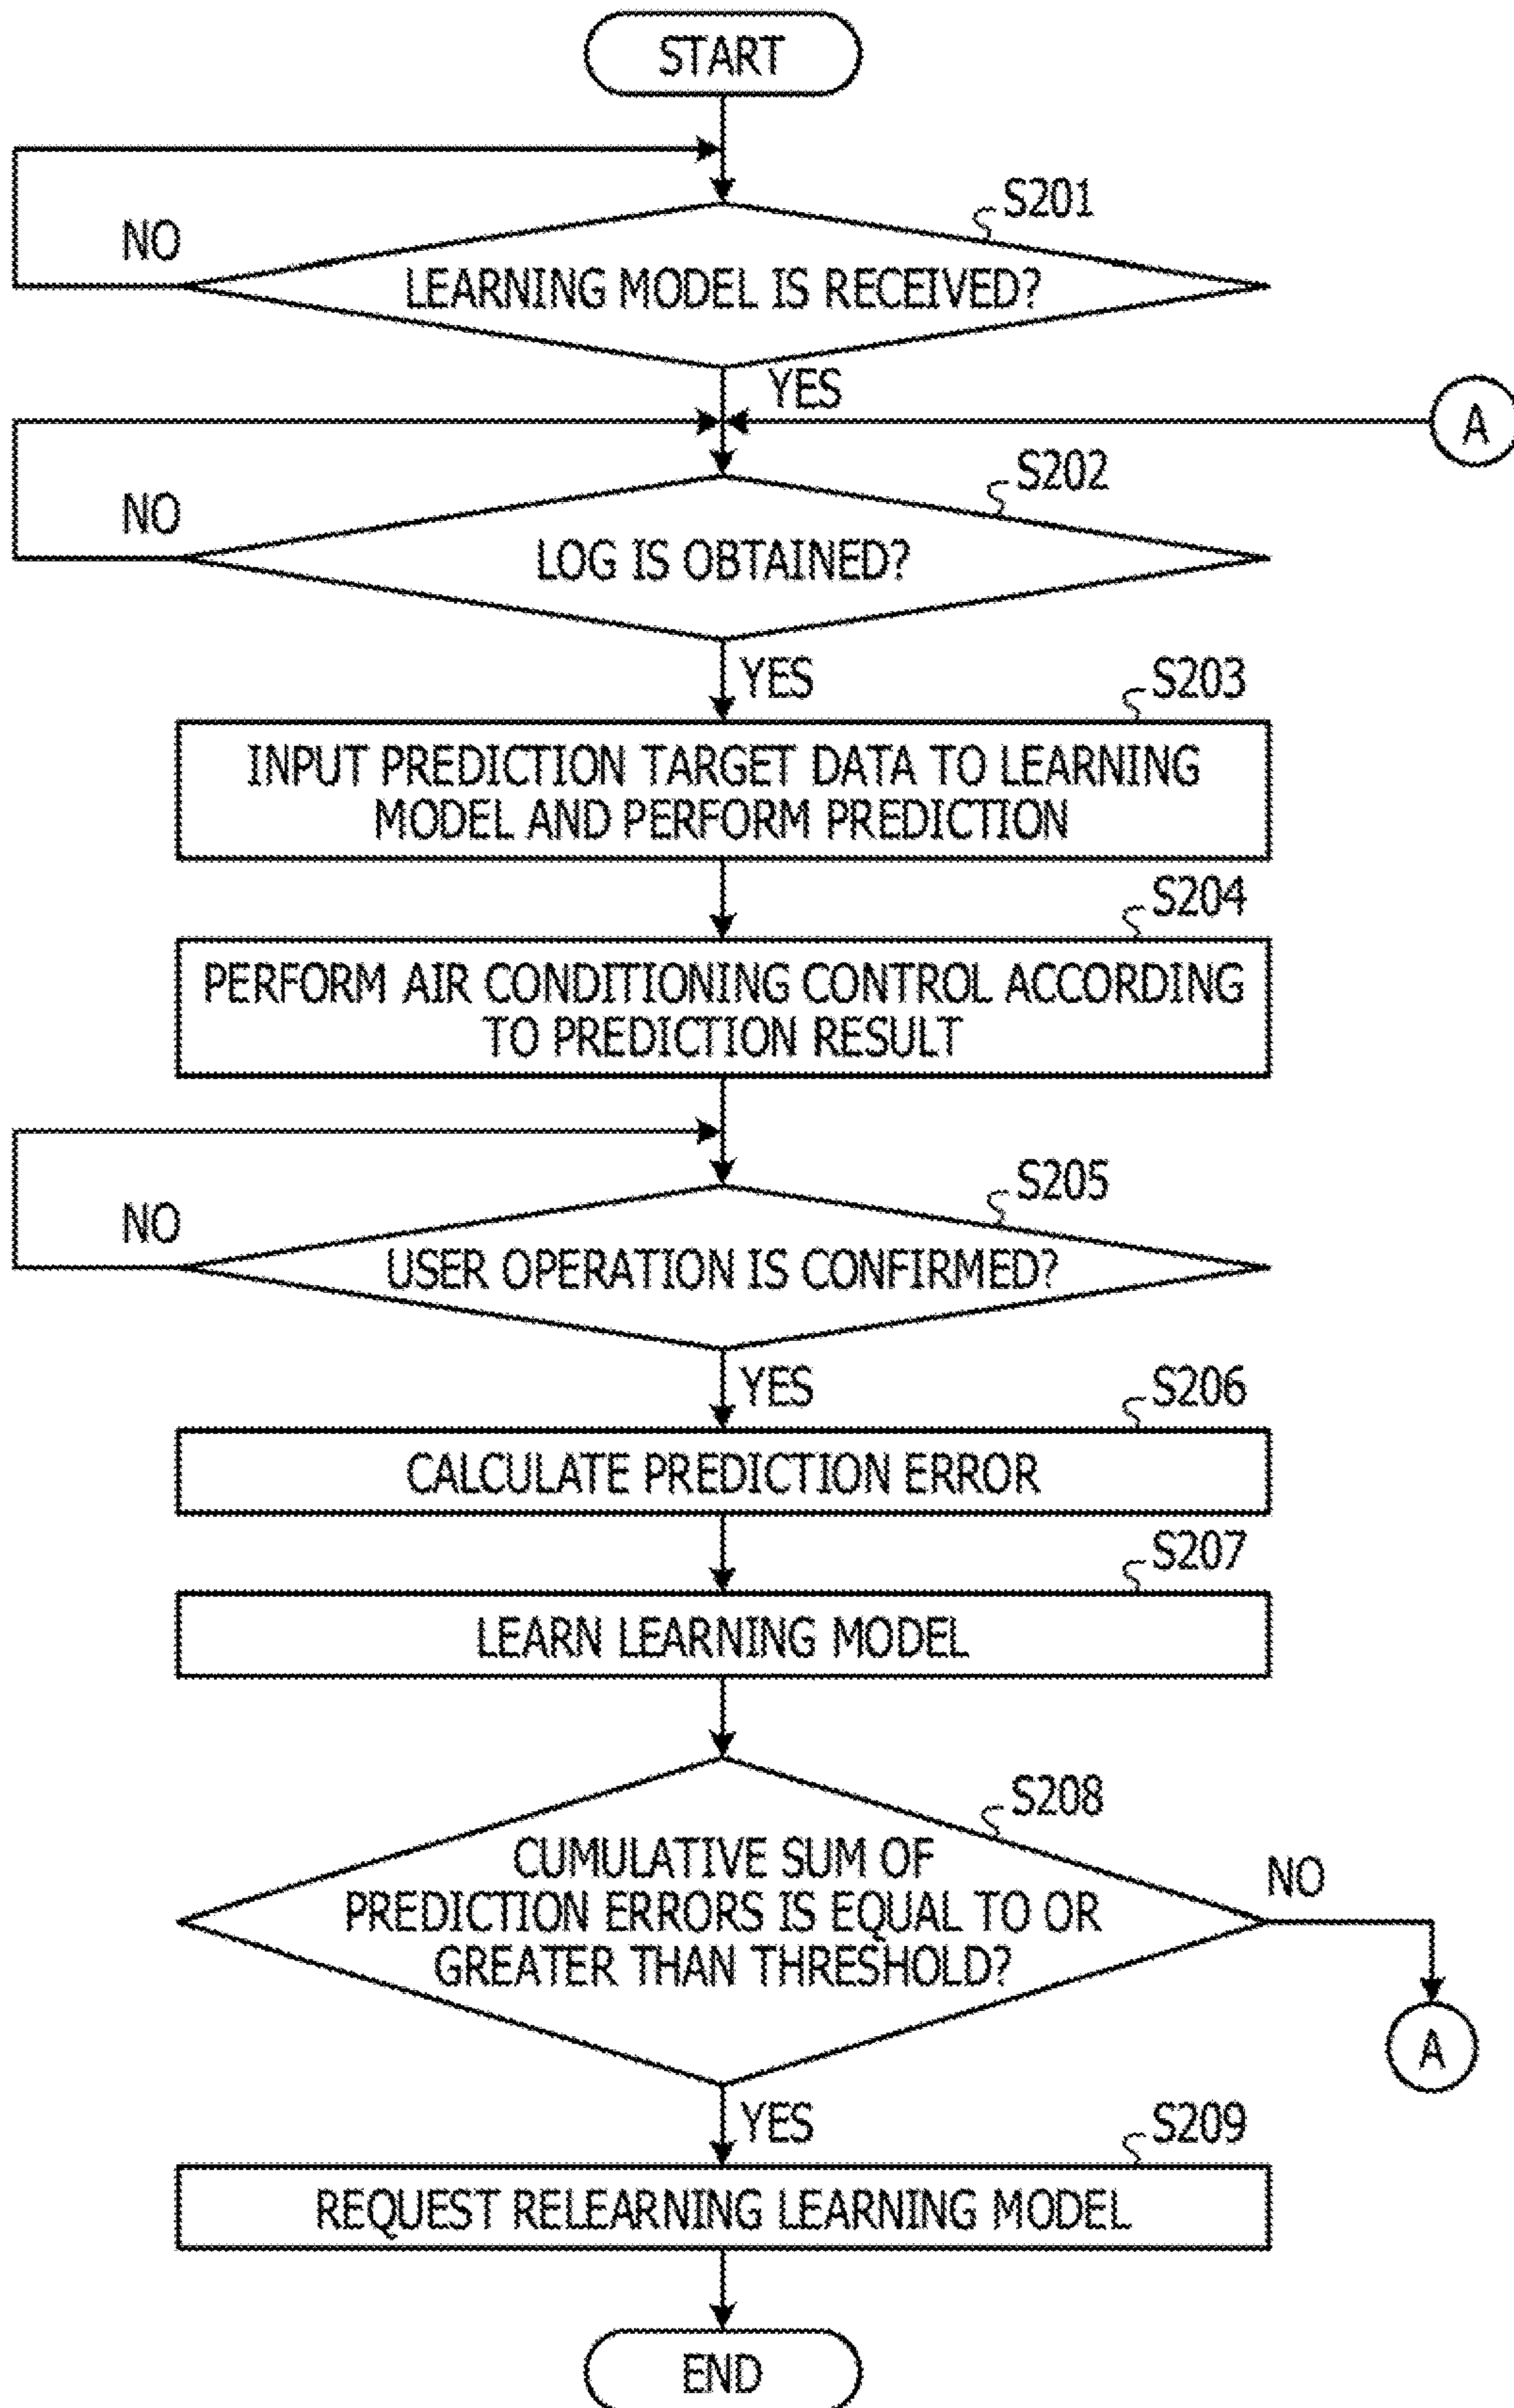 START
S201
NO
LEARNING MODEL IS RECEIVED?
YES
A
S202
NO
LOG IS OBTAINED?
YES
S203
INPUT PREDICTION TARGET DATA TO LEARNING
MODEL AND PERFORM PREDICTION
S204
PERFORM AIR CONDITIONING CONTROL ACCORDING
TO PREDICTION RESULT
S205
NO
USER OPERATION IS CONFIRMED?
YES
S206
CALCULATE PREDICTION ERROR
S207
LEARN LEARNING MODEL
S208
CUMULATIVE SUM OF
NO
PREDICTION ERRORS IS EQUAL TO OR
GREATER THAN THRESHOLD?
A
YES
S209
REQUEST RELEARNING LEARNING MODEL
END